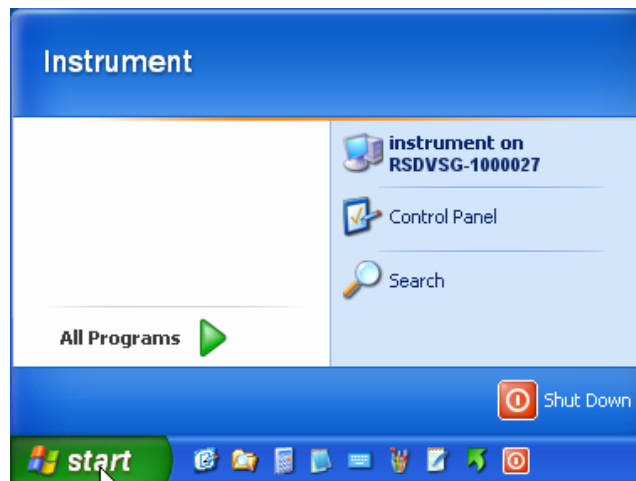 Instrument
instrument on
RSDVSG-1000027
Control Panel
Search
All Programs
Shut Down
start